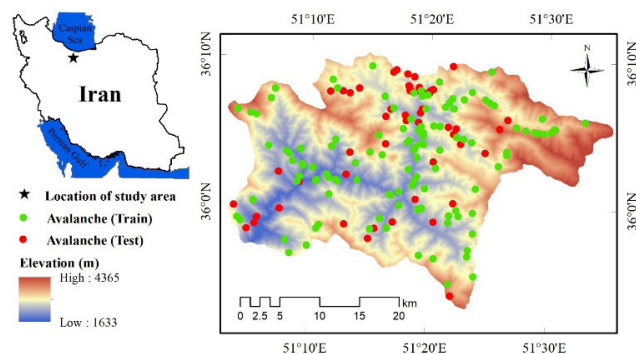 Caspian
Sea
Iran
Persian Gulf
Location of study area
Avalanche (Train)
Avalanche (Test)
Elevation (m)
High : 4365
Low : 1633
51°10'E 51°20'E 51°30'E
36°10'N 36°10'N
N
36°0'N 36°0'N
km
0 2.5 5 10 15 20
51°10'E 51°20'E 51°30'E